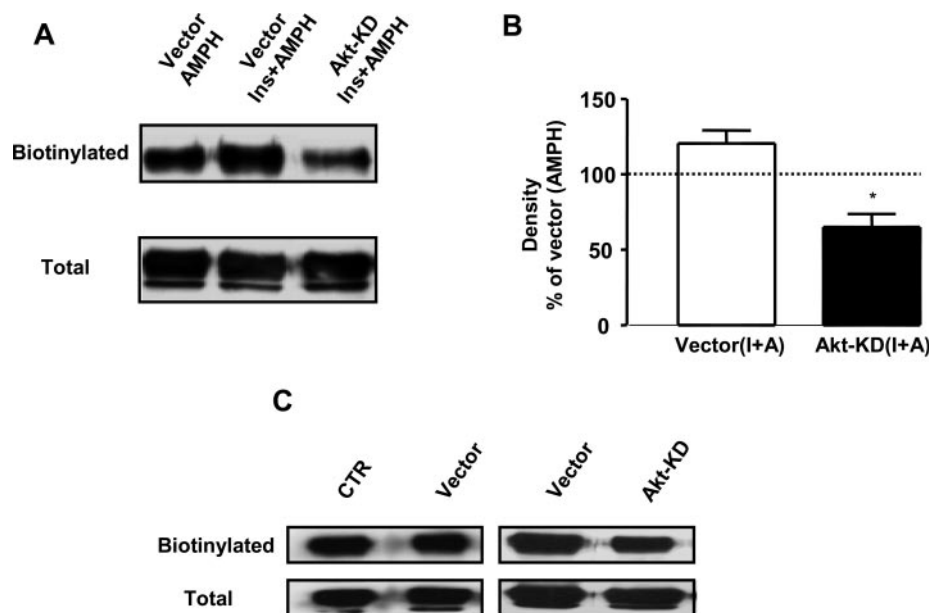 A
Vector
AMPH
Vector
Ins+AMPH
Akt-KD
Ins+AMPH
Biotinylated
Total
B
Density
% of vector (AMPH)
150
100
50
0
*
Vector(I+A)
Akt-KD(I+A)
C
CTR
Vector
Vector
Akt-KD
Biotinylated
Total